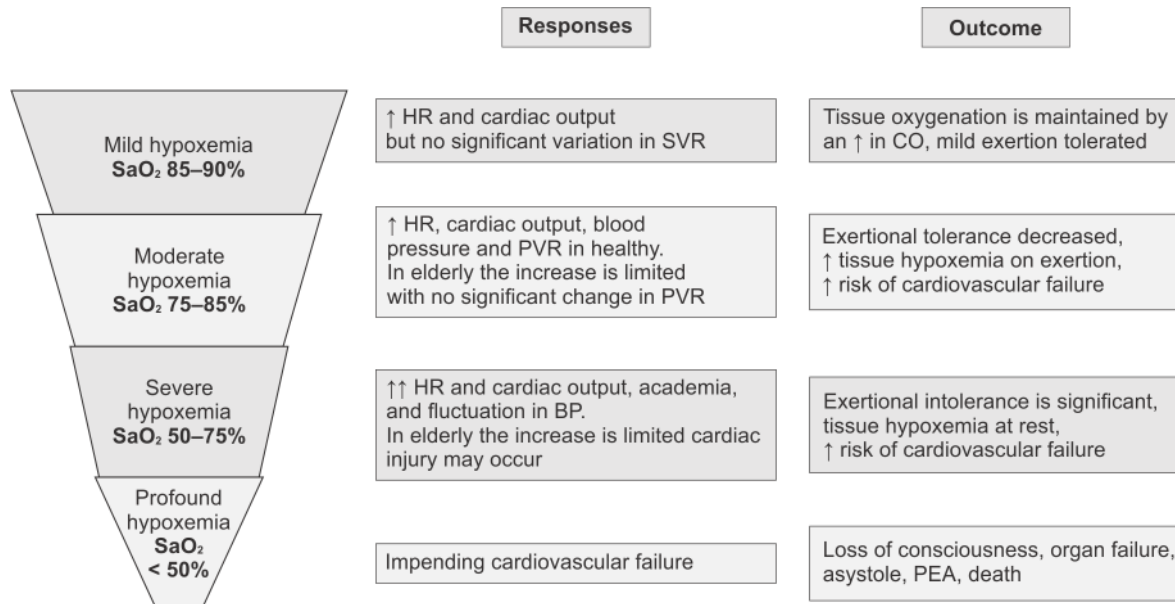 Responses
Outcome
Mild hypoxemia
SaO₂ 85–90%
↑ HR and cardiac output
but no significant variation in SVR
Tissue oxygenation is maintained by
an ↑ in CO, mild exertion tolerated
Moderate
hypoxemia
SaO₂ 75–85%
↑ HR, cardiac output, blood
pressure and PVR in healthy.
In elderly the increase is limited
with no significant change in PVR
Exertional tolerance decreased,
↑ tissue hypoxemia on exertion,
↑ risk of cardiovascular failure
Severe
hypoxemia
SaO₂ 50–75%
↑↑ HR and cardiac output, academia,
and fluctuation in BP.
In elderly the increase is limited cardiac
injury may occur
Exertional intolerance is significant,
tissue hypoxemia at rest,
↑ risk of cardiovascular failure
Profound
hypoxemia
SaO₂
< 50%
Impending cardiovascular failure
Loss of consciousness, organ failure,
asystole, PEA, death